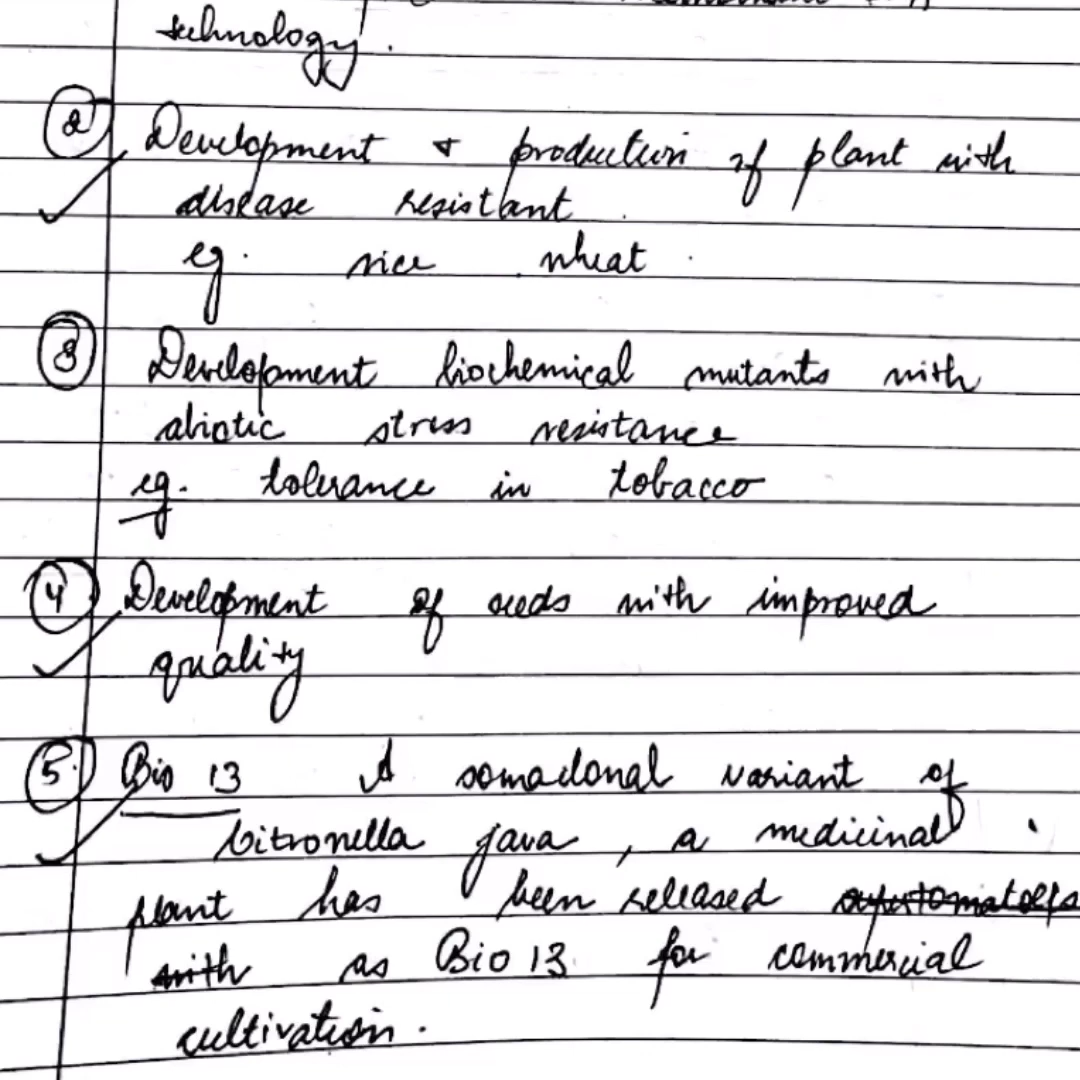 technology.
② Development & production of plant with
disease resistant.
eg. rice wheat.
③ Development biochemical mutants with
abiotic stress resistance
eg. tolerance in tobacco
④ Development of seeds with improved
quality
⑤ Bio 13 A somaclonal variant of
Citronella java, a medicinal
plant has been released
with as Bio 13 for commercial
cultivation.